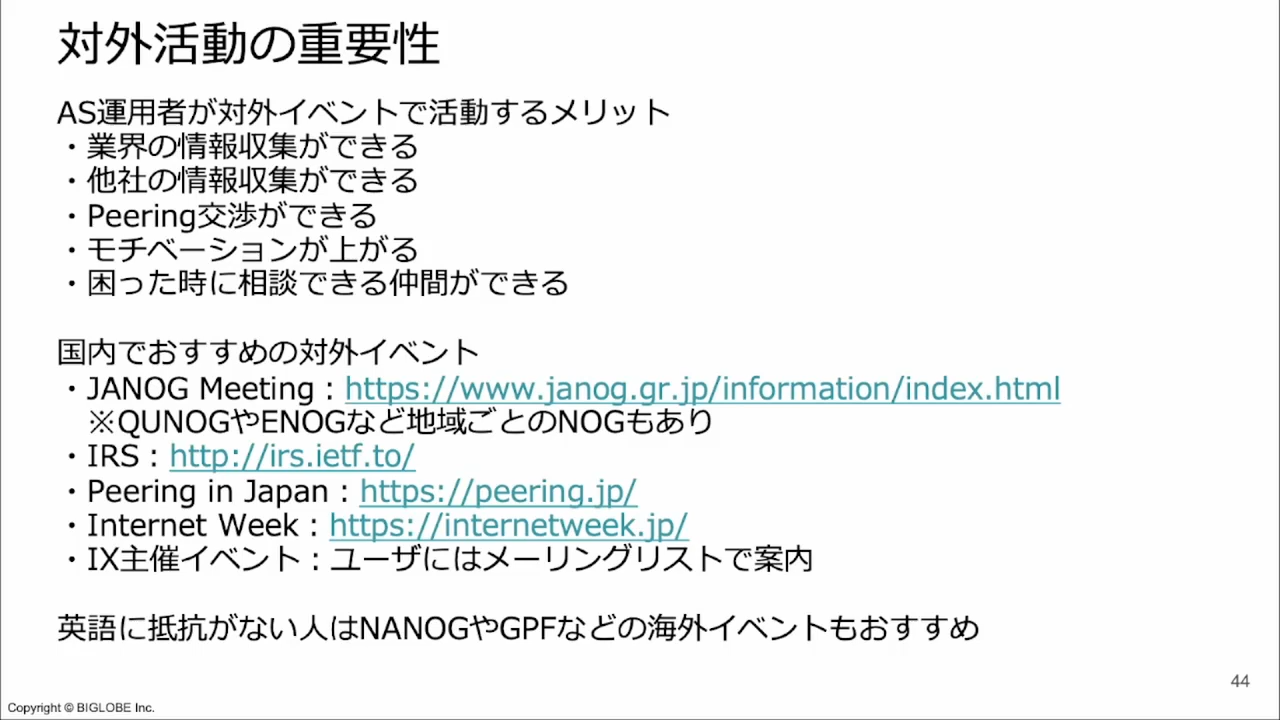 対外活動の重要性
AS運用者が対外イベントで活動するメリット
・業界の情報収集ができる
・他社の情報収集ができる
・Peering交渉ができる
・モチベーションが上がる
・困った時に相談できる仲間ができる
国内でおすすめの対外イベント
・JANOG Meeting : https://www.janog.gr.jp/information/index.html
※QUNOGやENOGなど地域ごとのNOGもあり
・IRS : http://irs.ietf.to/
・Peering in Japan : https://peering.jp/
・Internet Week : https://internetweek.jp/
・IX主催イベント : ユーザにはメーリングリストで案内
英語に抵抗がない人はNANOGやGPFなどの海外イベントもおすすめ
44
Copyright © BIGLOBE Inc.